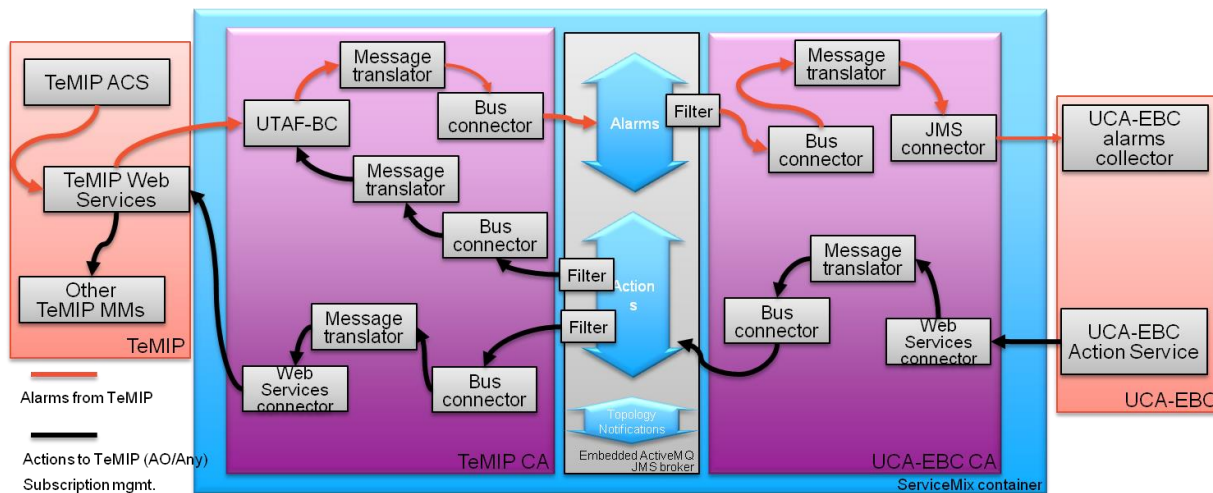 TeMIP ACS
TeMIP Web
Services
Other
TeMIP MMs
TeMIP
Alarms from TeMIP
Actions to TeMIP (AO/Any)
Subscription mgmt.
Message
translator
UTAF-BC
Bus
connector
Message
translator
Bus
connector
Message
translator
Web
Services
connector
Bus
connector
TeMIP CA
Alarms
Filter
Filter
Action
s
Filter
Topology
Notifications
Embedded ActiveMQ
JMS broker
Message
translator
Bus
connector
JMS
connector
Message
translator
Bus
connector
Web
Services
connector
UCA-EBC CA
ServiceMix container
UCA-EBC
alarms
collector
UCA-EBC
Action Service
UCA-EBC